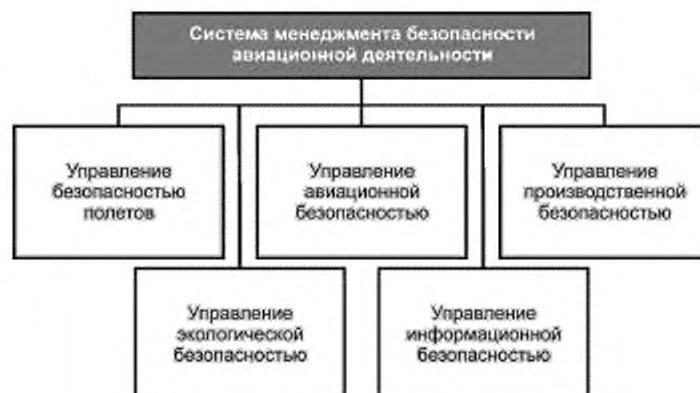 Система менеджмента безопасности
авиационной деятельности
Управление
безопасностью
полетов
Управление
авиационной
безопасностью
Управление
производственной
безопасностью
Управление
экологической
безопасностью
Управление
информационной
безопасностью